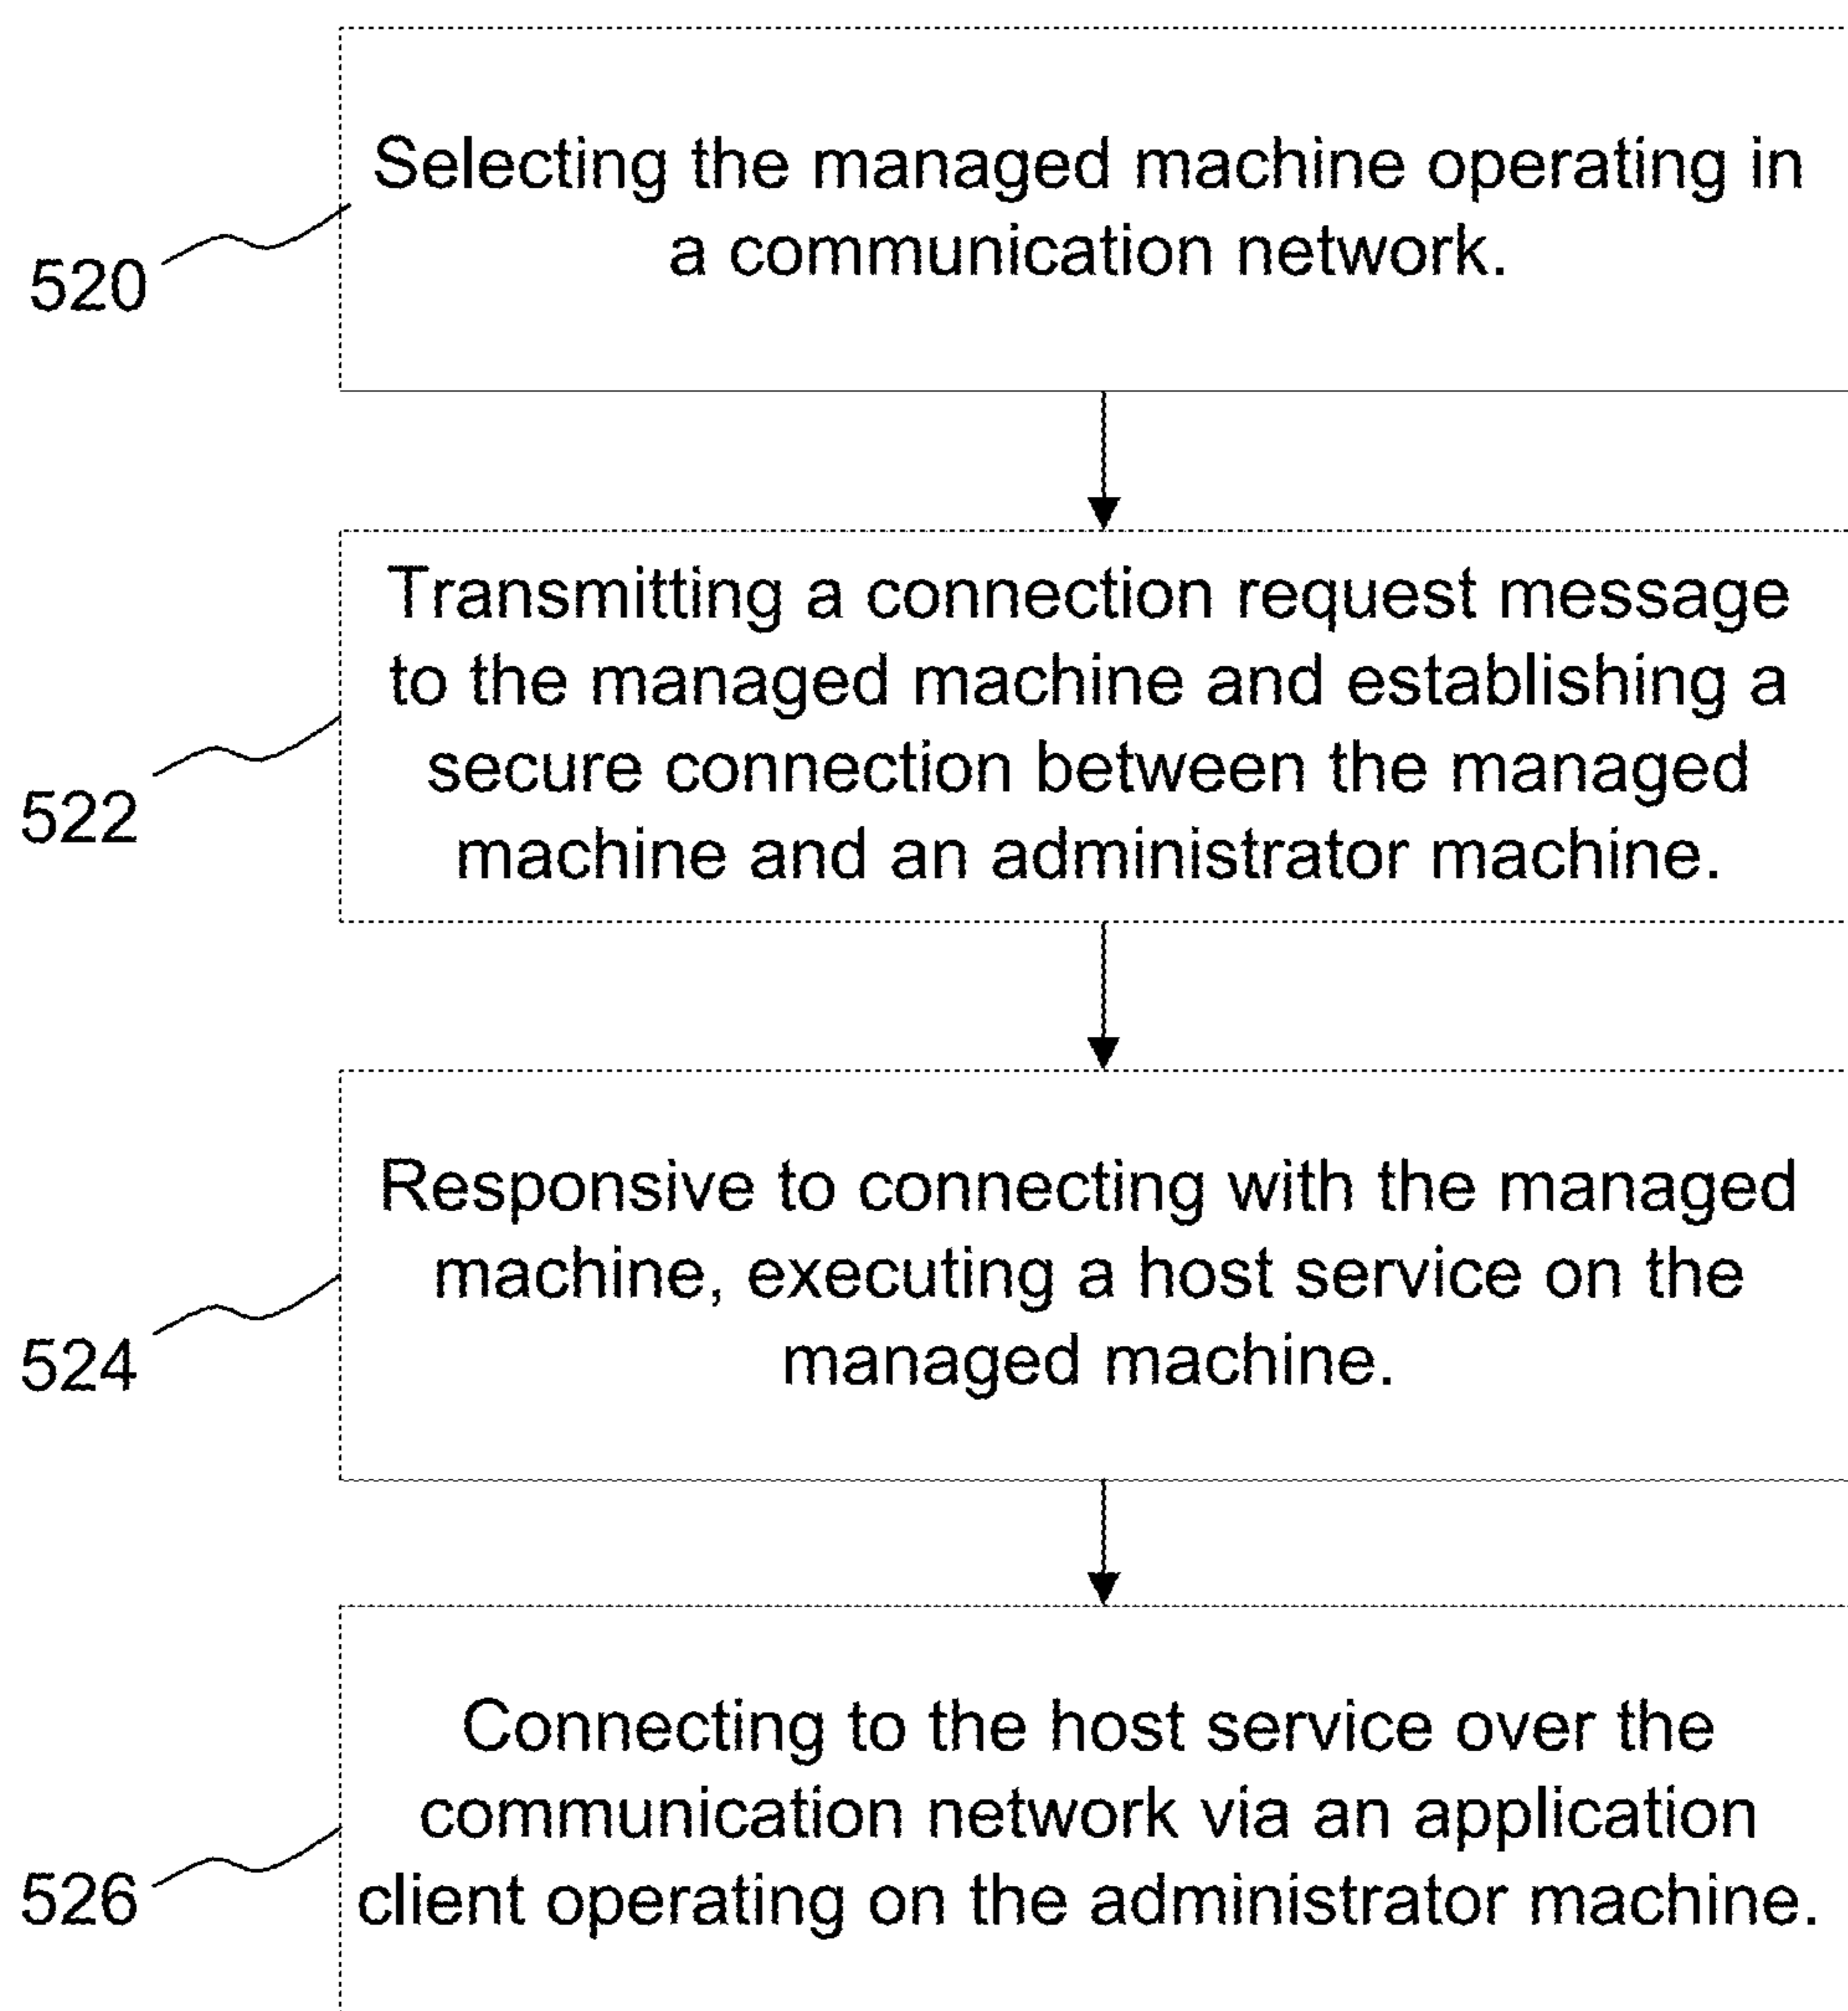 Selecting the managed machine operating in
a communication network.
520
Transmitting a connection request message
to the managed machine and establishing a
secure connection between the managed
machine and an administrator machine.
522
Responsive to connecting with the managed
machine, executing a host service on the
managed machine.
524
Connecting to the host service over the
communication network via an application
client operating on the administrator machine.
526